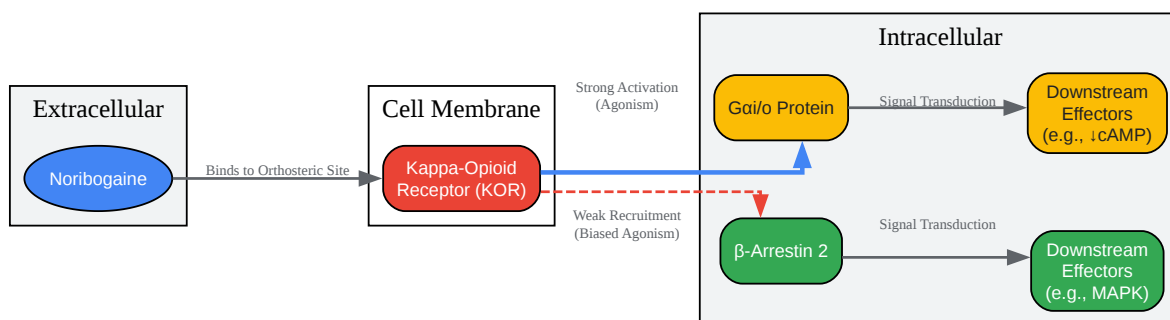 Extracellular
Noribogaine
Binds to Orthosteric Site
Cell Membrane
Kappa-Opioid
Receptor (KOR)
Strong Activation
(Agonism)
Weak Recruitment
(Biased Agonism)
Intracellular
Gαi/o Protein
Signal Transduction
Downstream
Effectors
(e.g., ↓cAMP)
β-Arrestin 2
Signal Transduction
Downstream
Effectors
(e.g., MAPK)